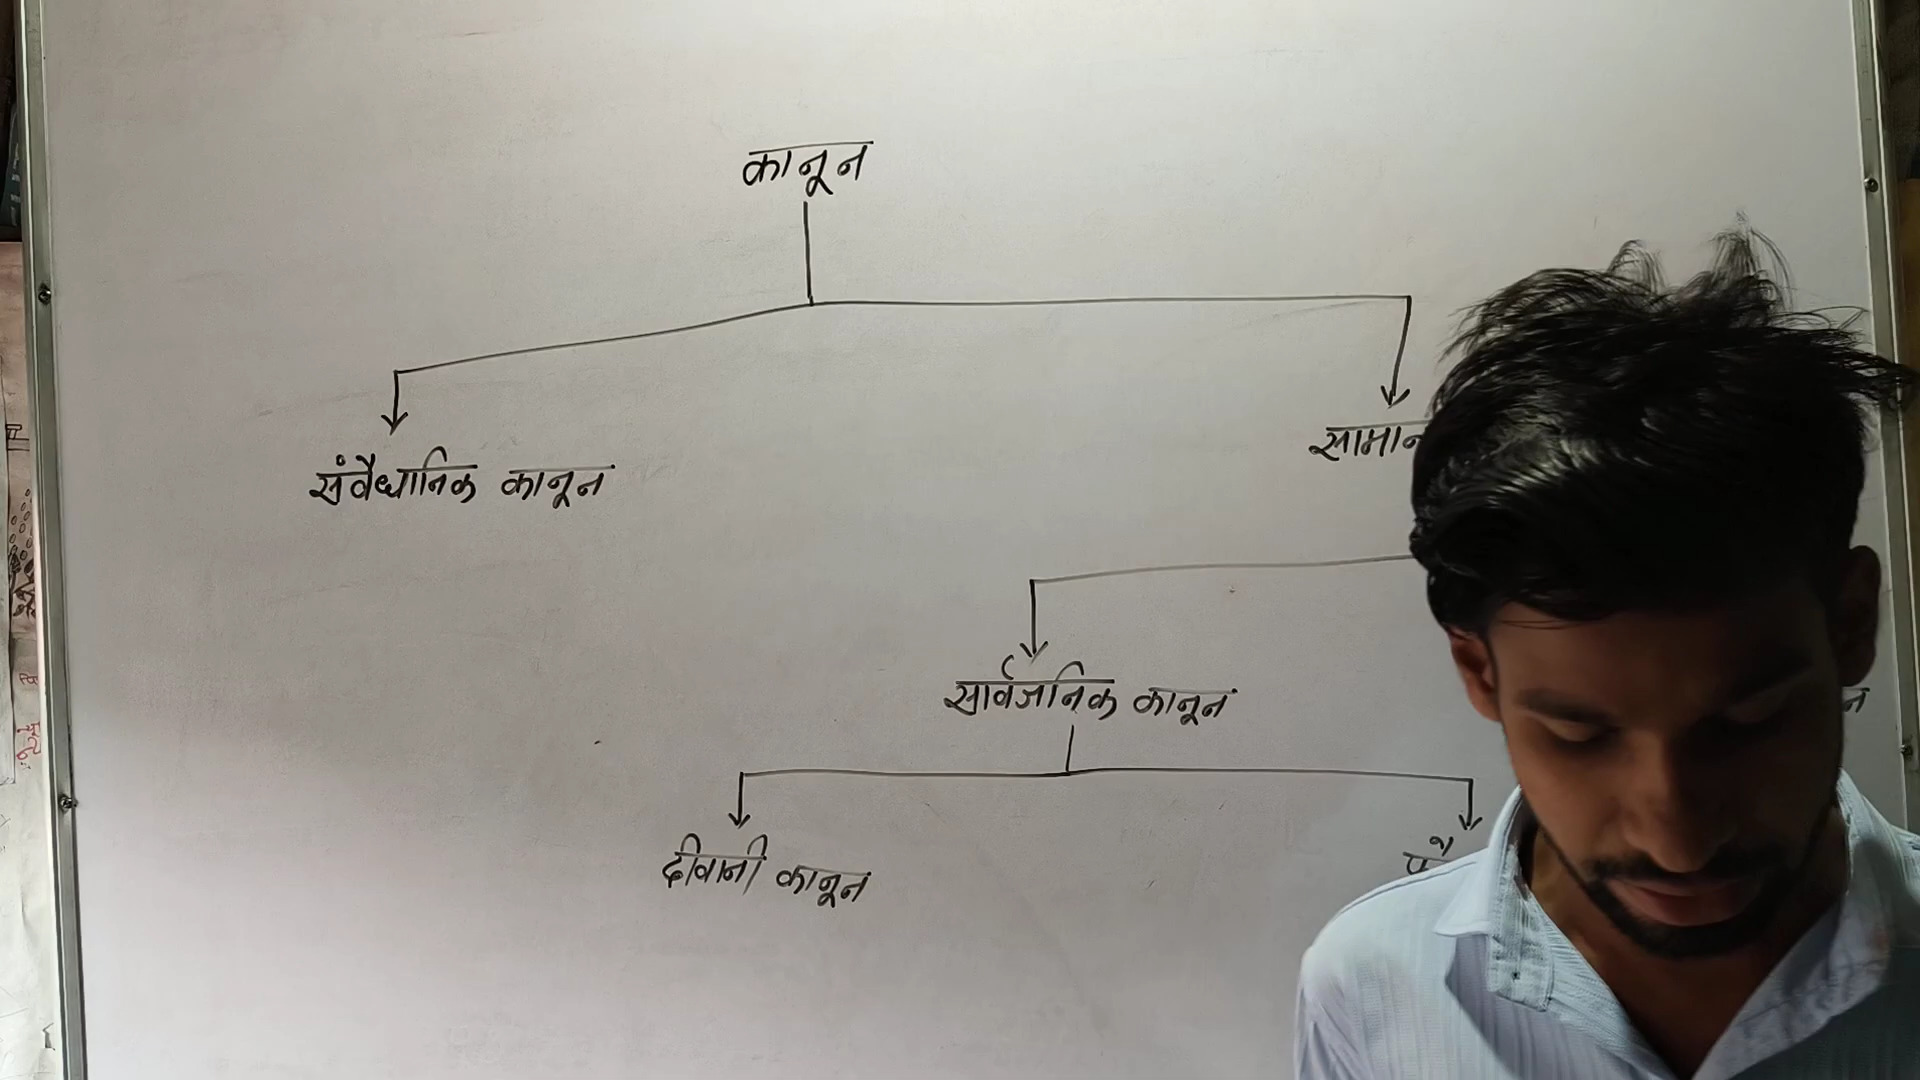 कानून
संवैधानिक कानून
सार्वजनिक कानून
दीवानी कानून